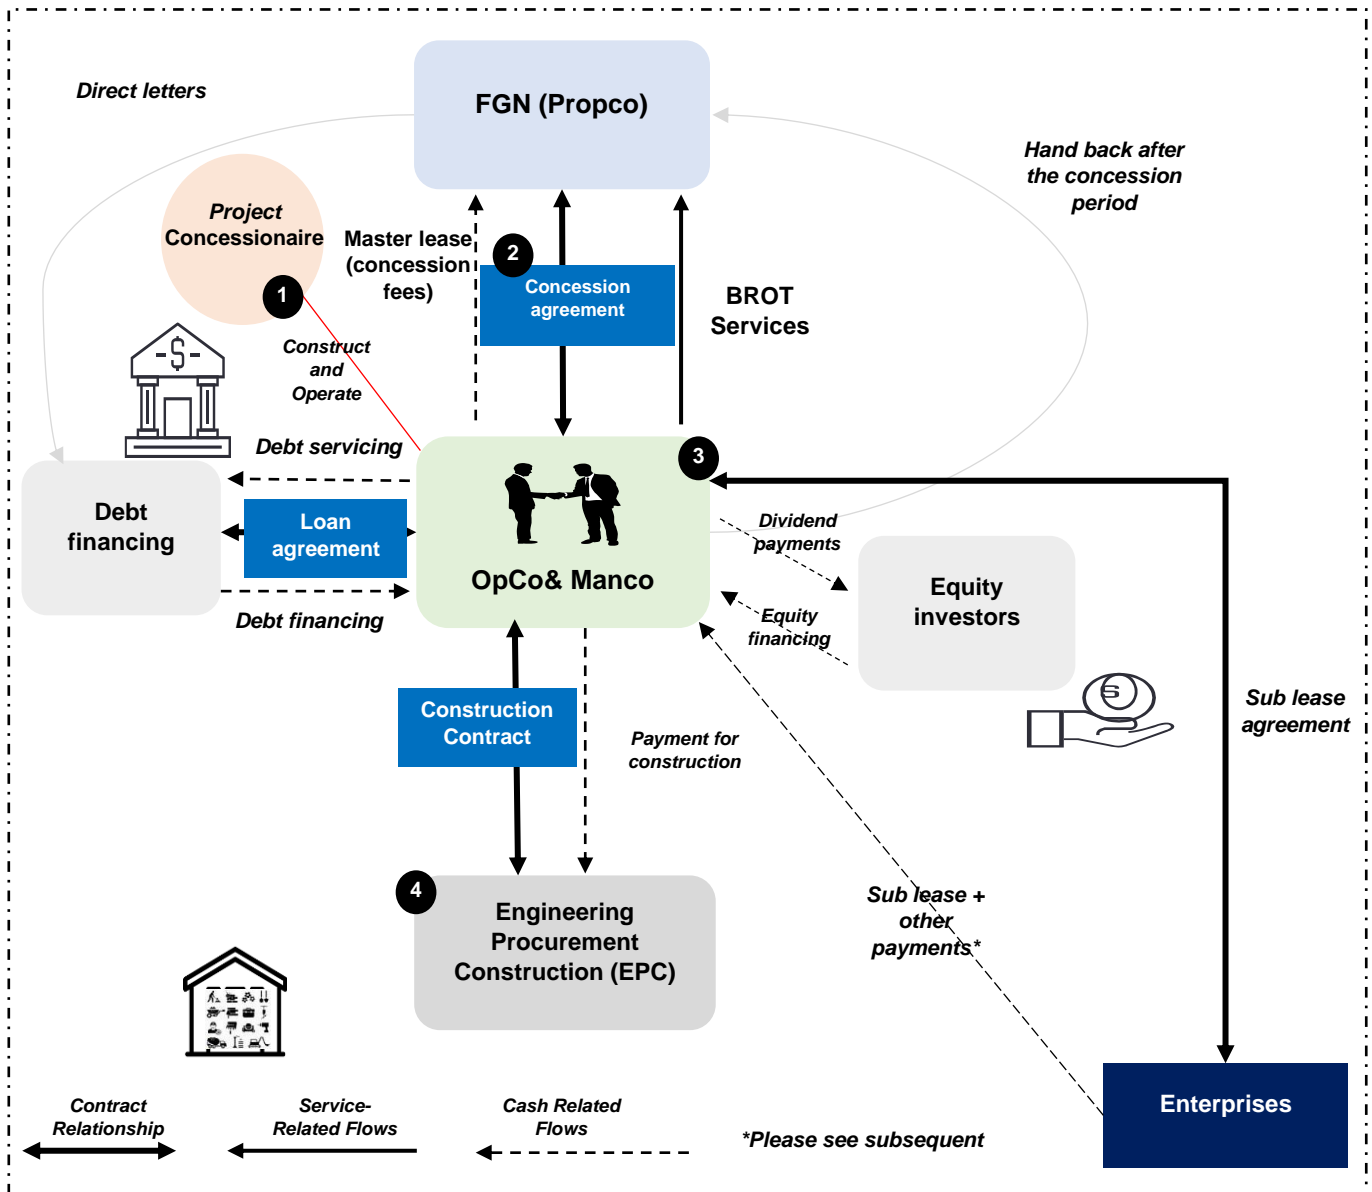 Direct letters
FGN (Propco)
Hand back after
the concession
period
Project
Concessionaire
1
Master lease
(concession
fees)
2
Concession
agreement
BROT
Services
Construct
and
Operate
-$-
Debt servicing
3
Debt
financing
Loan
agreement
OpCo& Manco
Dividend
payments
Equity
investors
Debt financing
Equity
financing
S
Construction
Contract
Payment for
construction
Sub lease
agreement
4
Engineering
Procurement
Construction (EPC)
Sub lease +
other
payments*
Enterprises
Contract
Relationship
Service-
Related Flows
Cash Related
Flows
*Please see subsequent